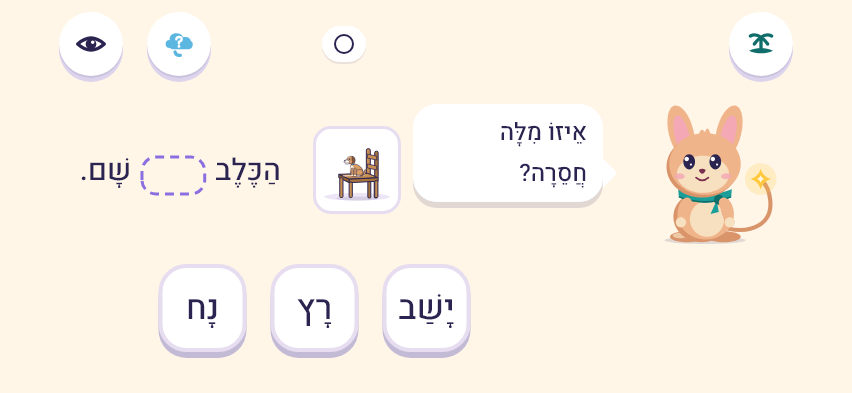 אֵיזוֹ מִלָּה
חֲסֵרָה?
הַכֶּלֶב שָׁם.
יָשַׁב
רָץ
נָח
?